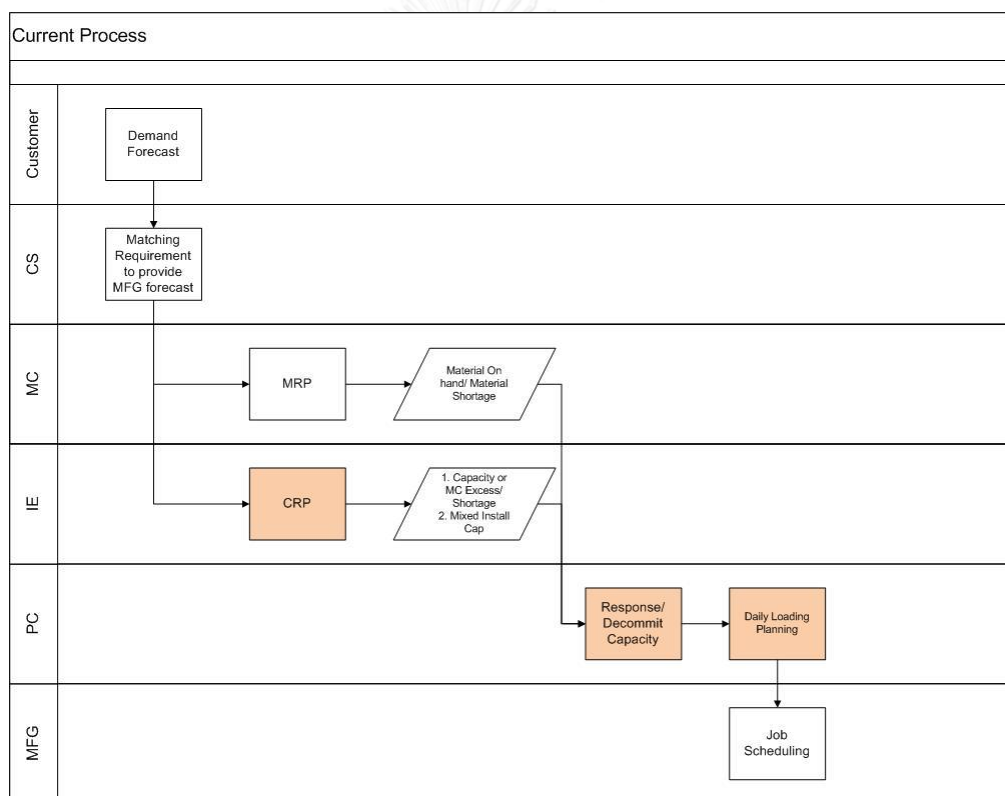 Current Process
Customer
Demand
Forecast
CS
Matching
Requirement
to provide
MFG forecast
MC
MRP
Material On
hand/ Material
Shortage
IE
CRP
1. Capacity or
MC Excess/
Shortage
2. Mixed Install
Cap
PC
Response/
Decommit
Capacity
Daily Loading
Planning
MFG
Job
Scheduling